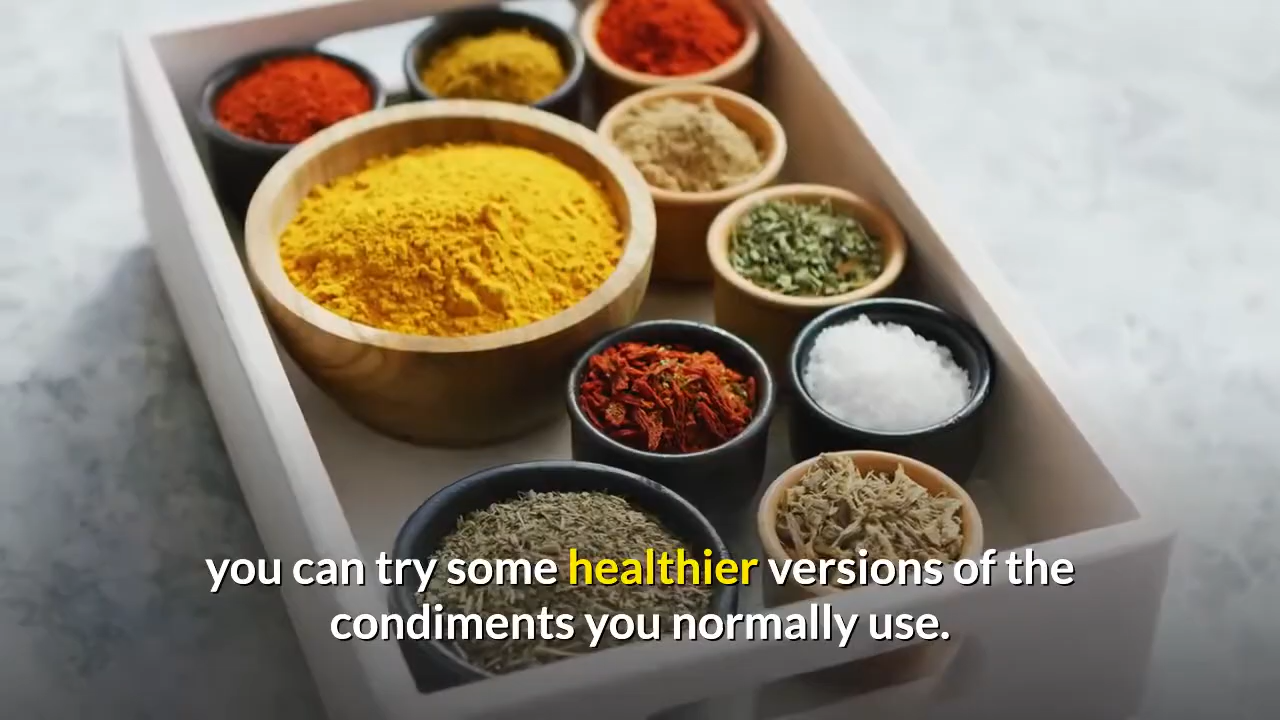 you can try some healthier versions of the
condiments you normally use.